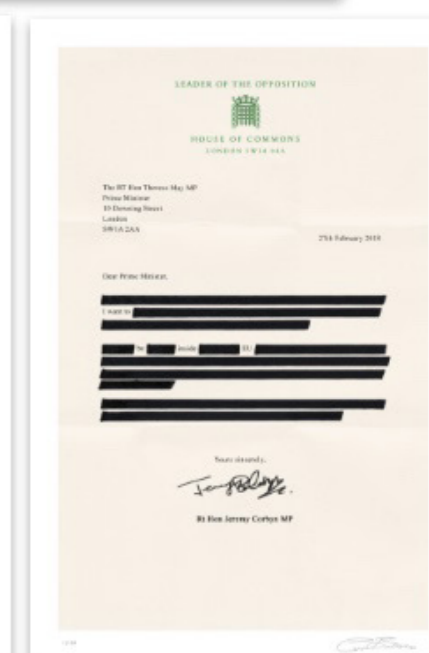 LEADER OF THE OPPOSITION
HOUSE OF COMMONS
LONDON SW1A 0AA
The RT Hon Theresa May MP
Prime Minister
10 Downing Street
London
SW1A 2AA
27th February 2018
Dear Prime Minister,
I want to
be inside EU
Yours sincerely,
Rt Hon Jeremy Corbyn MP